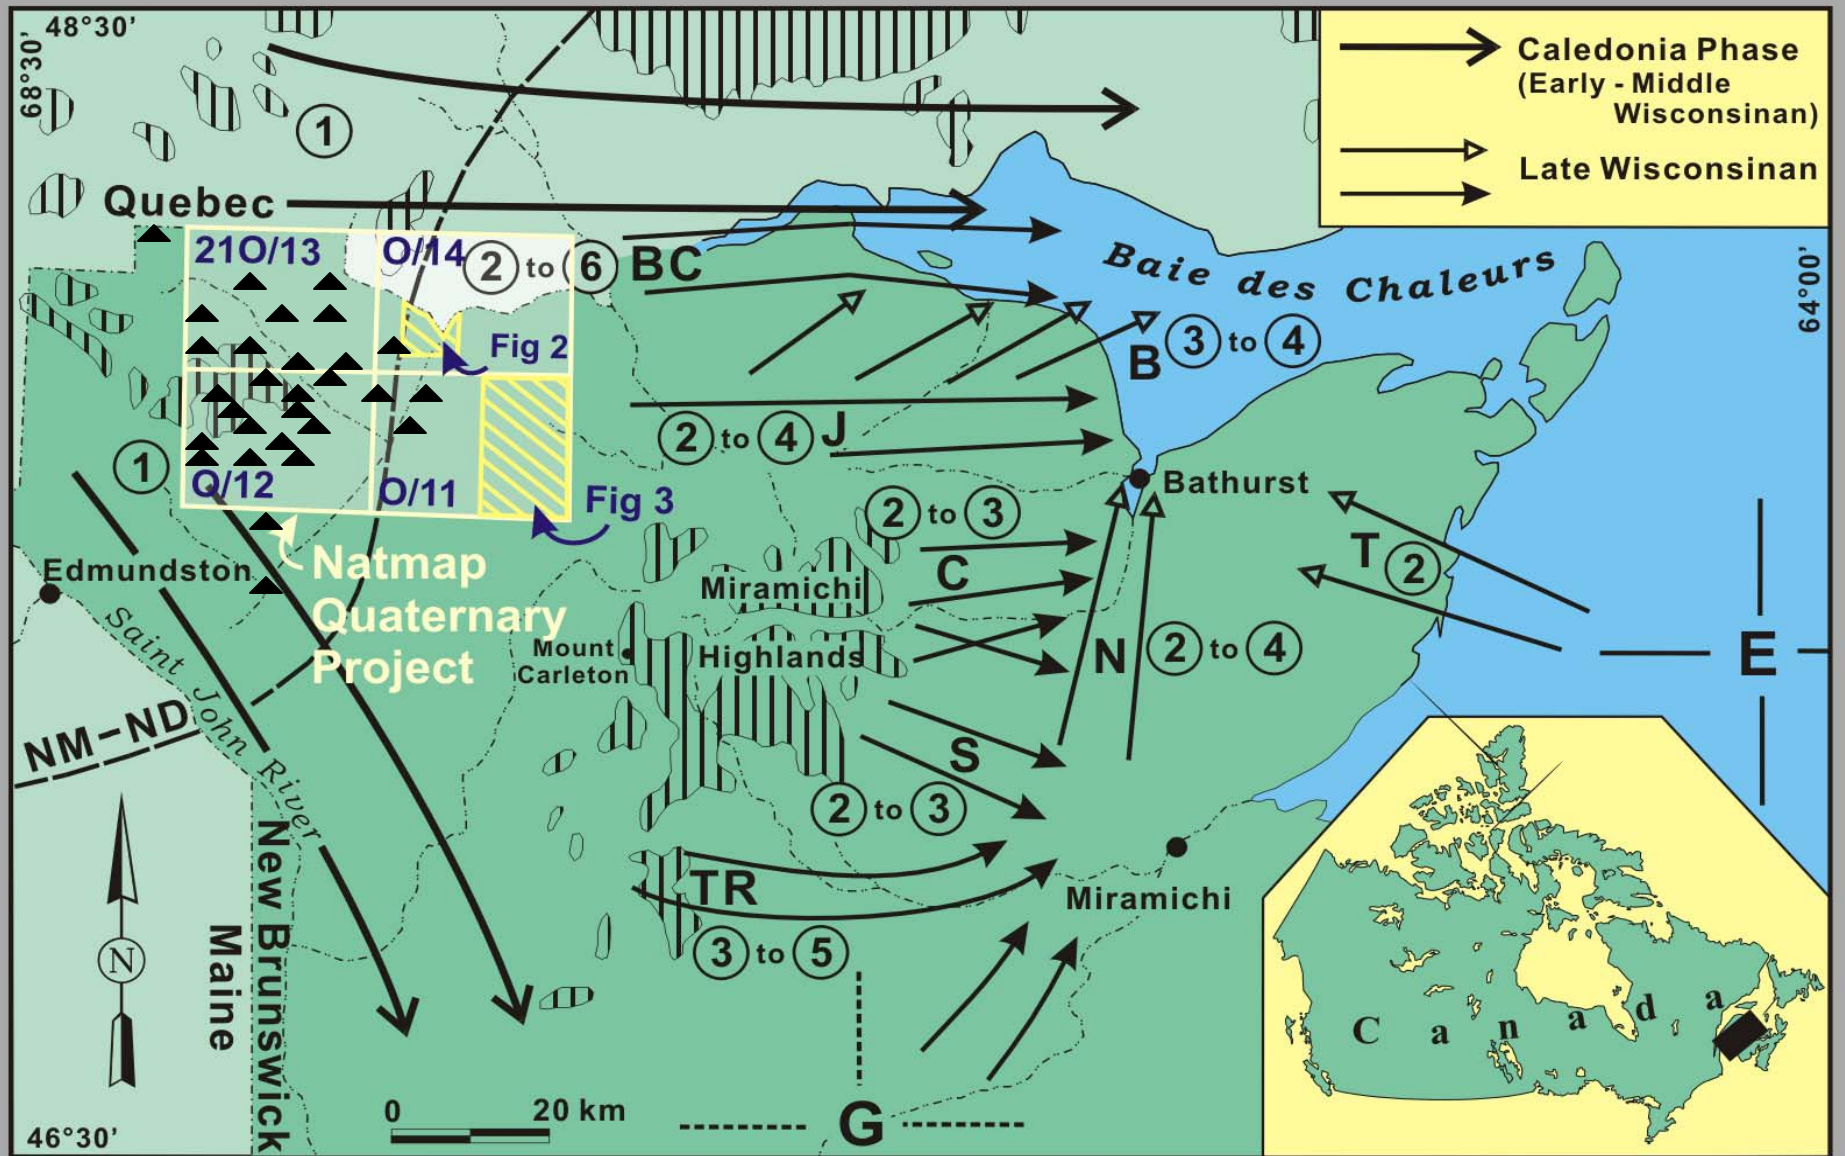 48°30’
68°30’
Caledonia Phase
(Early - Middle
Wisconsinan)
Late Wisconsinan
1
Quebec
21O/13
O/14
2 to 6 BC
Baie des Chaleurs
64°00’
Fig 2
B 3 to 4
2 to 4 J
1
O/12
O/11
Fig 3
Bathurst
2 to 3
C
T 2
Edmundston
Natmap
Quaternary
Project
Miramichi
Highlands
Mount
Carleton
N 2 to 4
E
Saint John River
NM-ND
S
2 to 3
TR
3 to 5
Miramichi
N
Maine
New Brunswick
Canada
0 20 km
G
46°30’